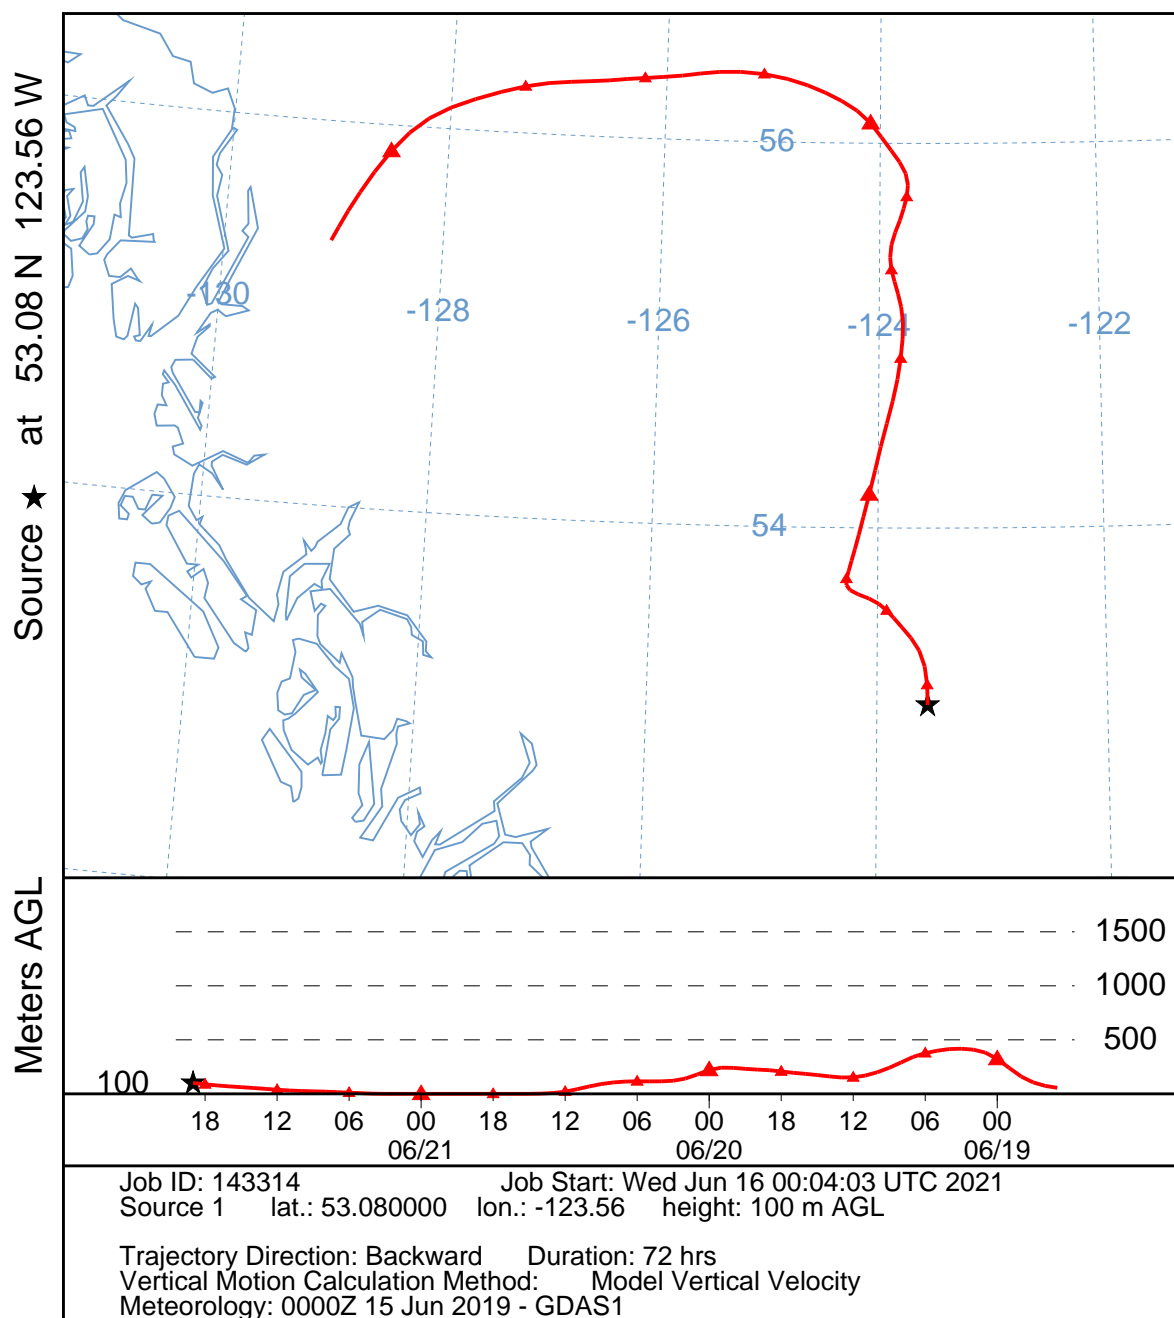 Source ★ at 53.08 N 123.56 W
56
-130
-128
-126
-124
-122
54
Meters AGL
1500
1000
500
100
18 12 06 00 18 12 06 00 18 12 06 00
06/21 06/20 06/19
Job ID: 143314 Job Start: Wed Jun 16 00:04:03 UTC 2021
Source 1 lat.: 53.080000 lon.: -123.56 height: 100 m AGL
Trajectory Direction: Backward Duration: 72 hrs
Vertical Motion Calculation Method: Model Vertical Velocity
Meteorology: 0000Z 15 Jun 2019 - GDAS1